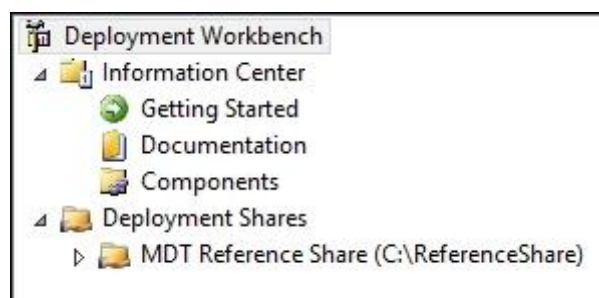 Deployment Workbench
Information Center
Getting Started
Documentation
Components
Deployment Shares
MDT Reference Share (C:\ReferenceShare)